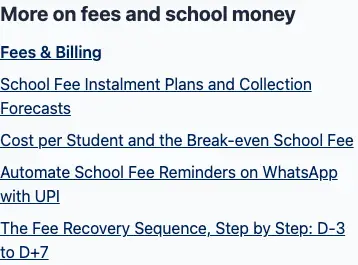 More on fees and school money
Fees & Billing
School Fee Instalment Plans and Collection
Forecasts
Cost per Student and the Break-even School Fee
Automate School Fee Reminders on WhatsApp
with UPI
The Fee Recovery Sequence, Step by Step: D-3
to D+7